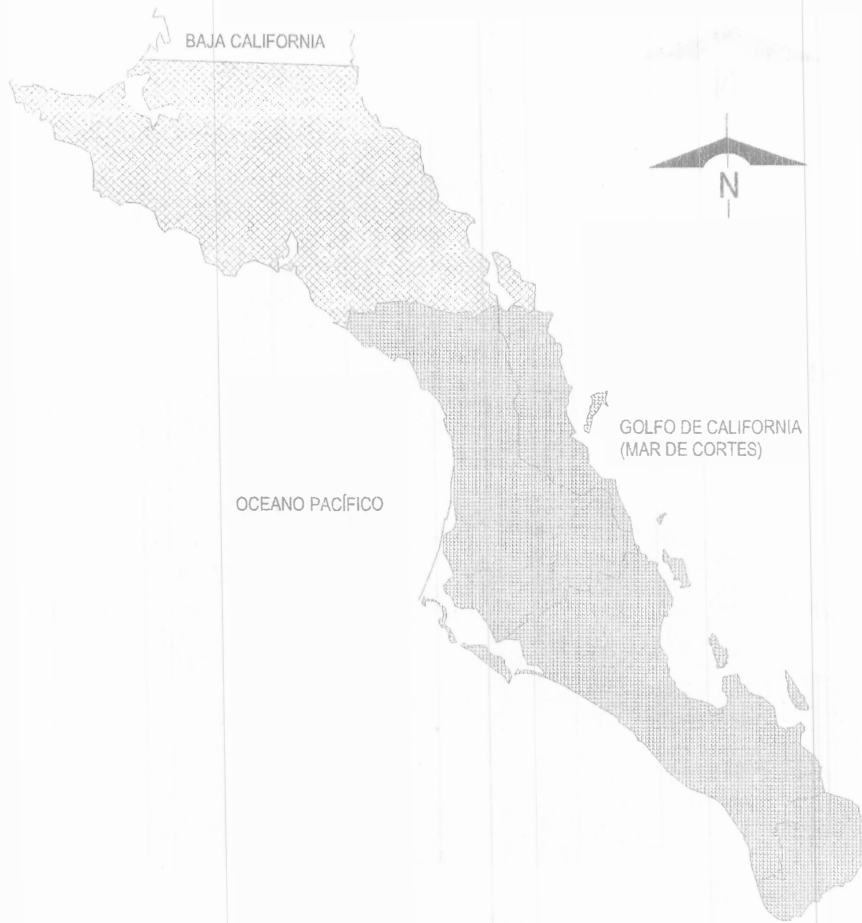 BAJA CALIFORNIA
N
GOLFO DE CALIFORNIA
(MAR DE CORTES)
OCEANO PACÍFICO